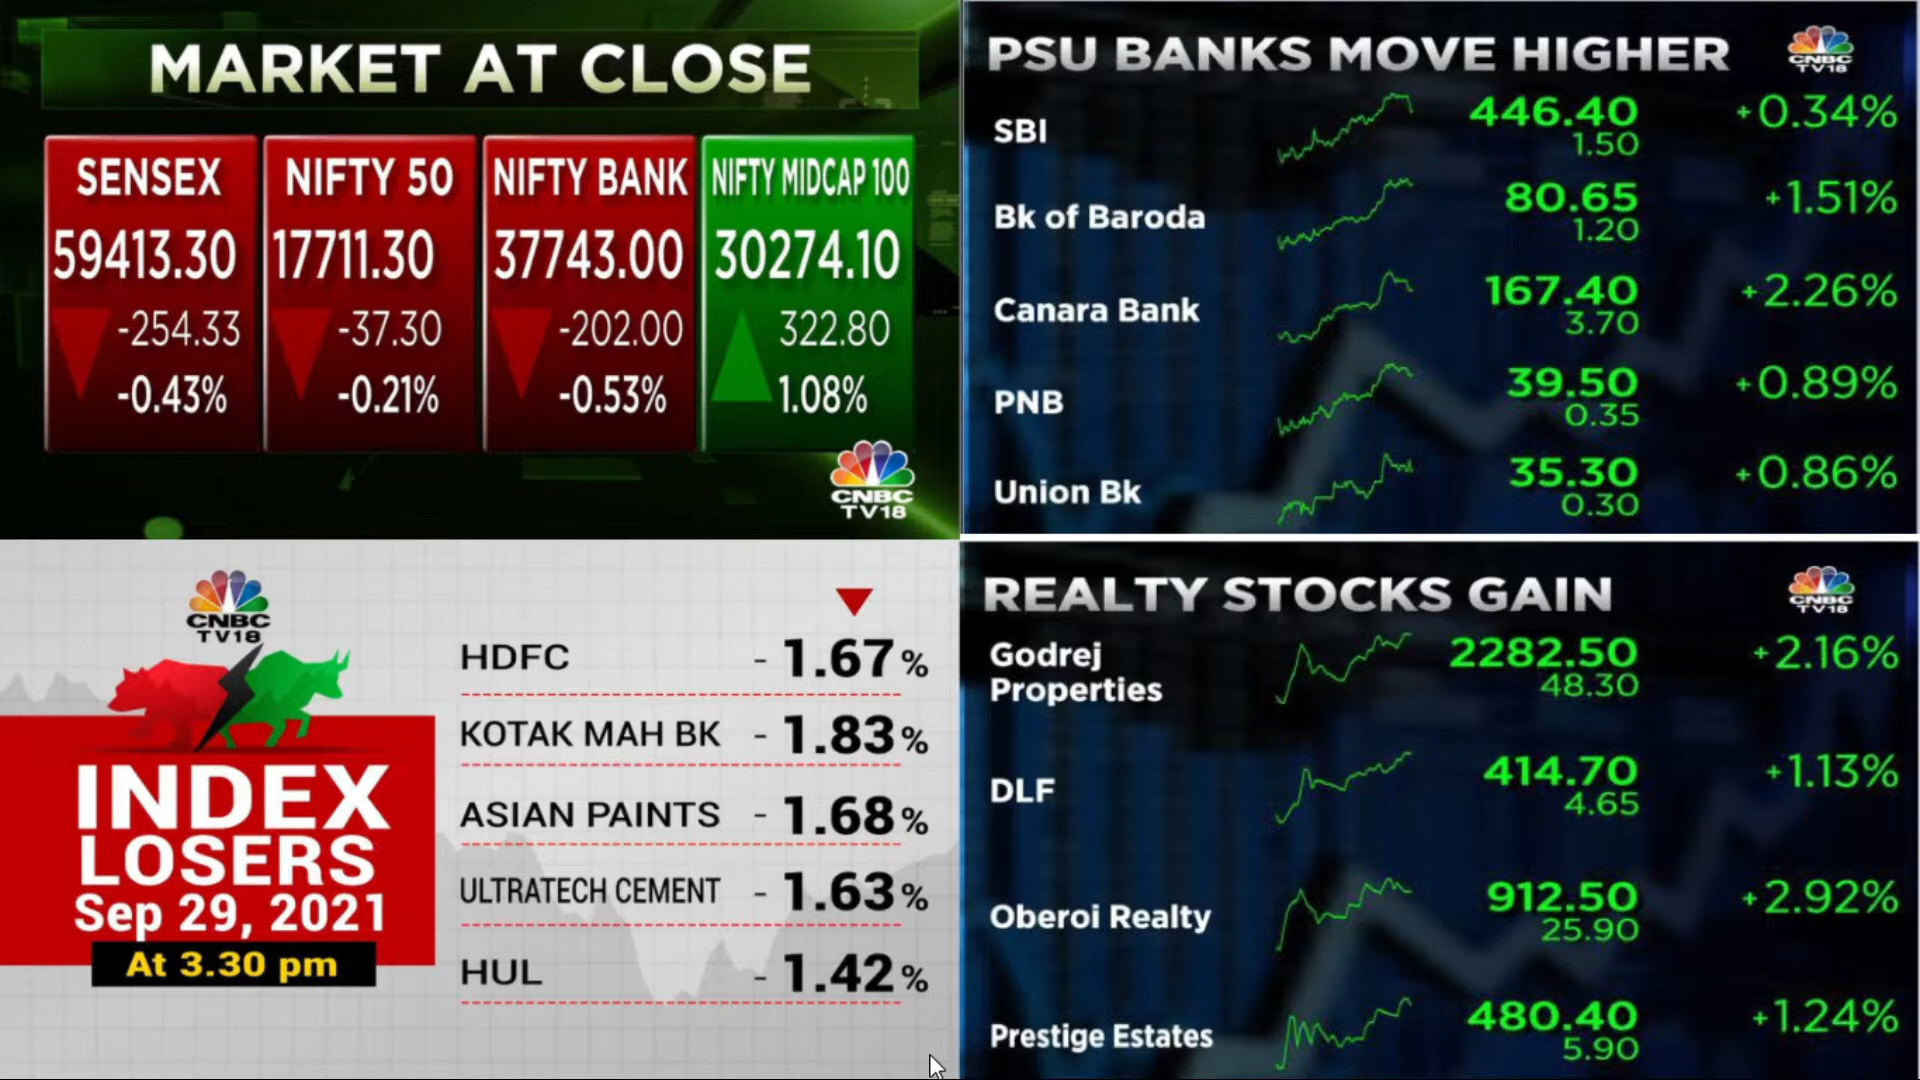 MARKET AT CLOSE
SENSEX
59413.30
-254.33
-0.43%
NIFTY 50
17711.30
-37.30
-0.21%
NIFTY BANK
37743.00
-202.00
-0.53%
NIFTY MIDCAP 100
30274.10
322.80
1.08%
CNBC
TV18
PSU BANKS MOVE HIGHER
CNBC
TV18
SBI 446.40 +0.34%
1.50
Bk of Baroda 80.65 +1.51%
1.20
Canara Bank 167.40 +2.26%
3.70
PNB 39.50 +0.89%
0.35
Union Bk 35.30 +0.86%
0.30
CNBC
TV18
INDEX
LOSERS
Sep 29, 2021
At 3.30 pm
HDFC - 1.67%
KOTAK MAH BK - 1.83%
ASIAN PAINTS - 1.68%
ULTRATECH CEMENT - 1.63%
HUL - 1.42%
REALTY STOCKS GAIN
CNBC
TV18
Godrej
Properties 2282.50 +2.16%
48.30
DLF 414.70 +1.13%
4.65
Oberoi Realty 912.50 +2.92%
25.90
Prestige Estates 480.40 +1.24%
5.90